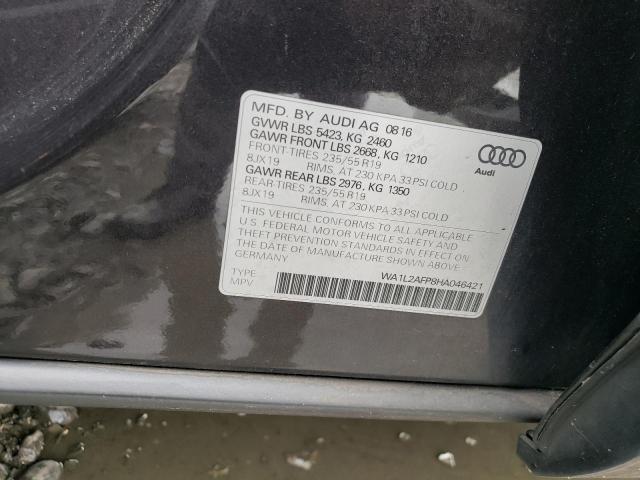 MFD. BY AUDI AG 08 16
GVWR LBS 5423, KG 2460
GAWR FRONT LBS 2668, KG 1210
FRONT-TIRES 235/55 R19
8JX19 RIMS, AT 230 KPA 33 PSI COLD
GAWR REAR LBS 2976, KG 1350
REAR-TIRES 235/55 R19
8JX19 RIMS, AT 230 KPA 33 PSI COLD
THIS VEHICLE CONFORMS TO ALL APPLICABLE
U.S. FEDERAL MOTOR VEHICLE SAFETY AND
THEFT PREVENTION STANDARDS IN EFFECT ON
THE DATE OF MANUFACTURE SHOWN ABOVE
GERMANY
TYPE
MPV
WA1L2AFP8HA046421
Audi